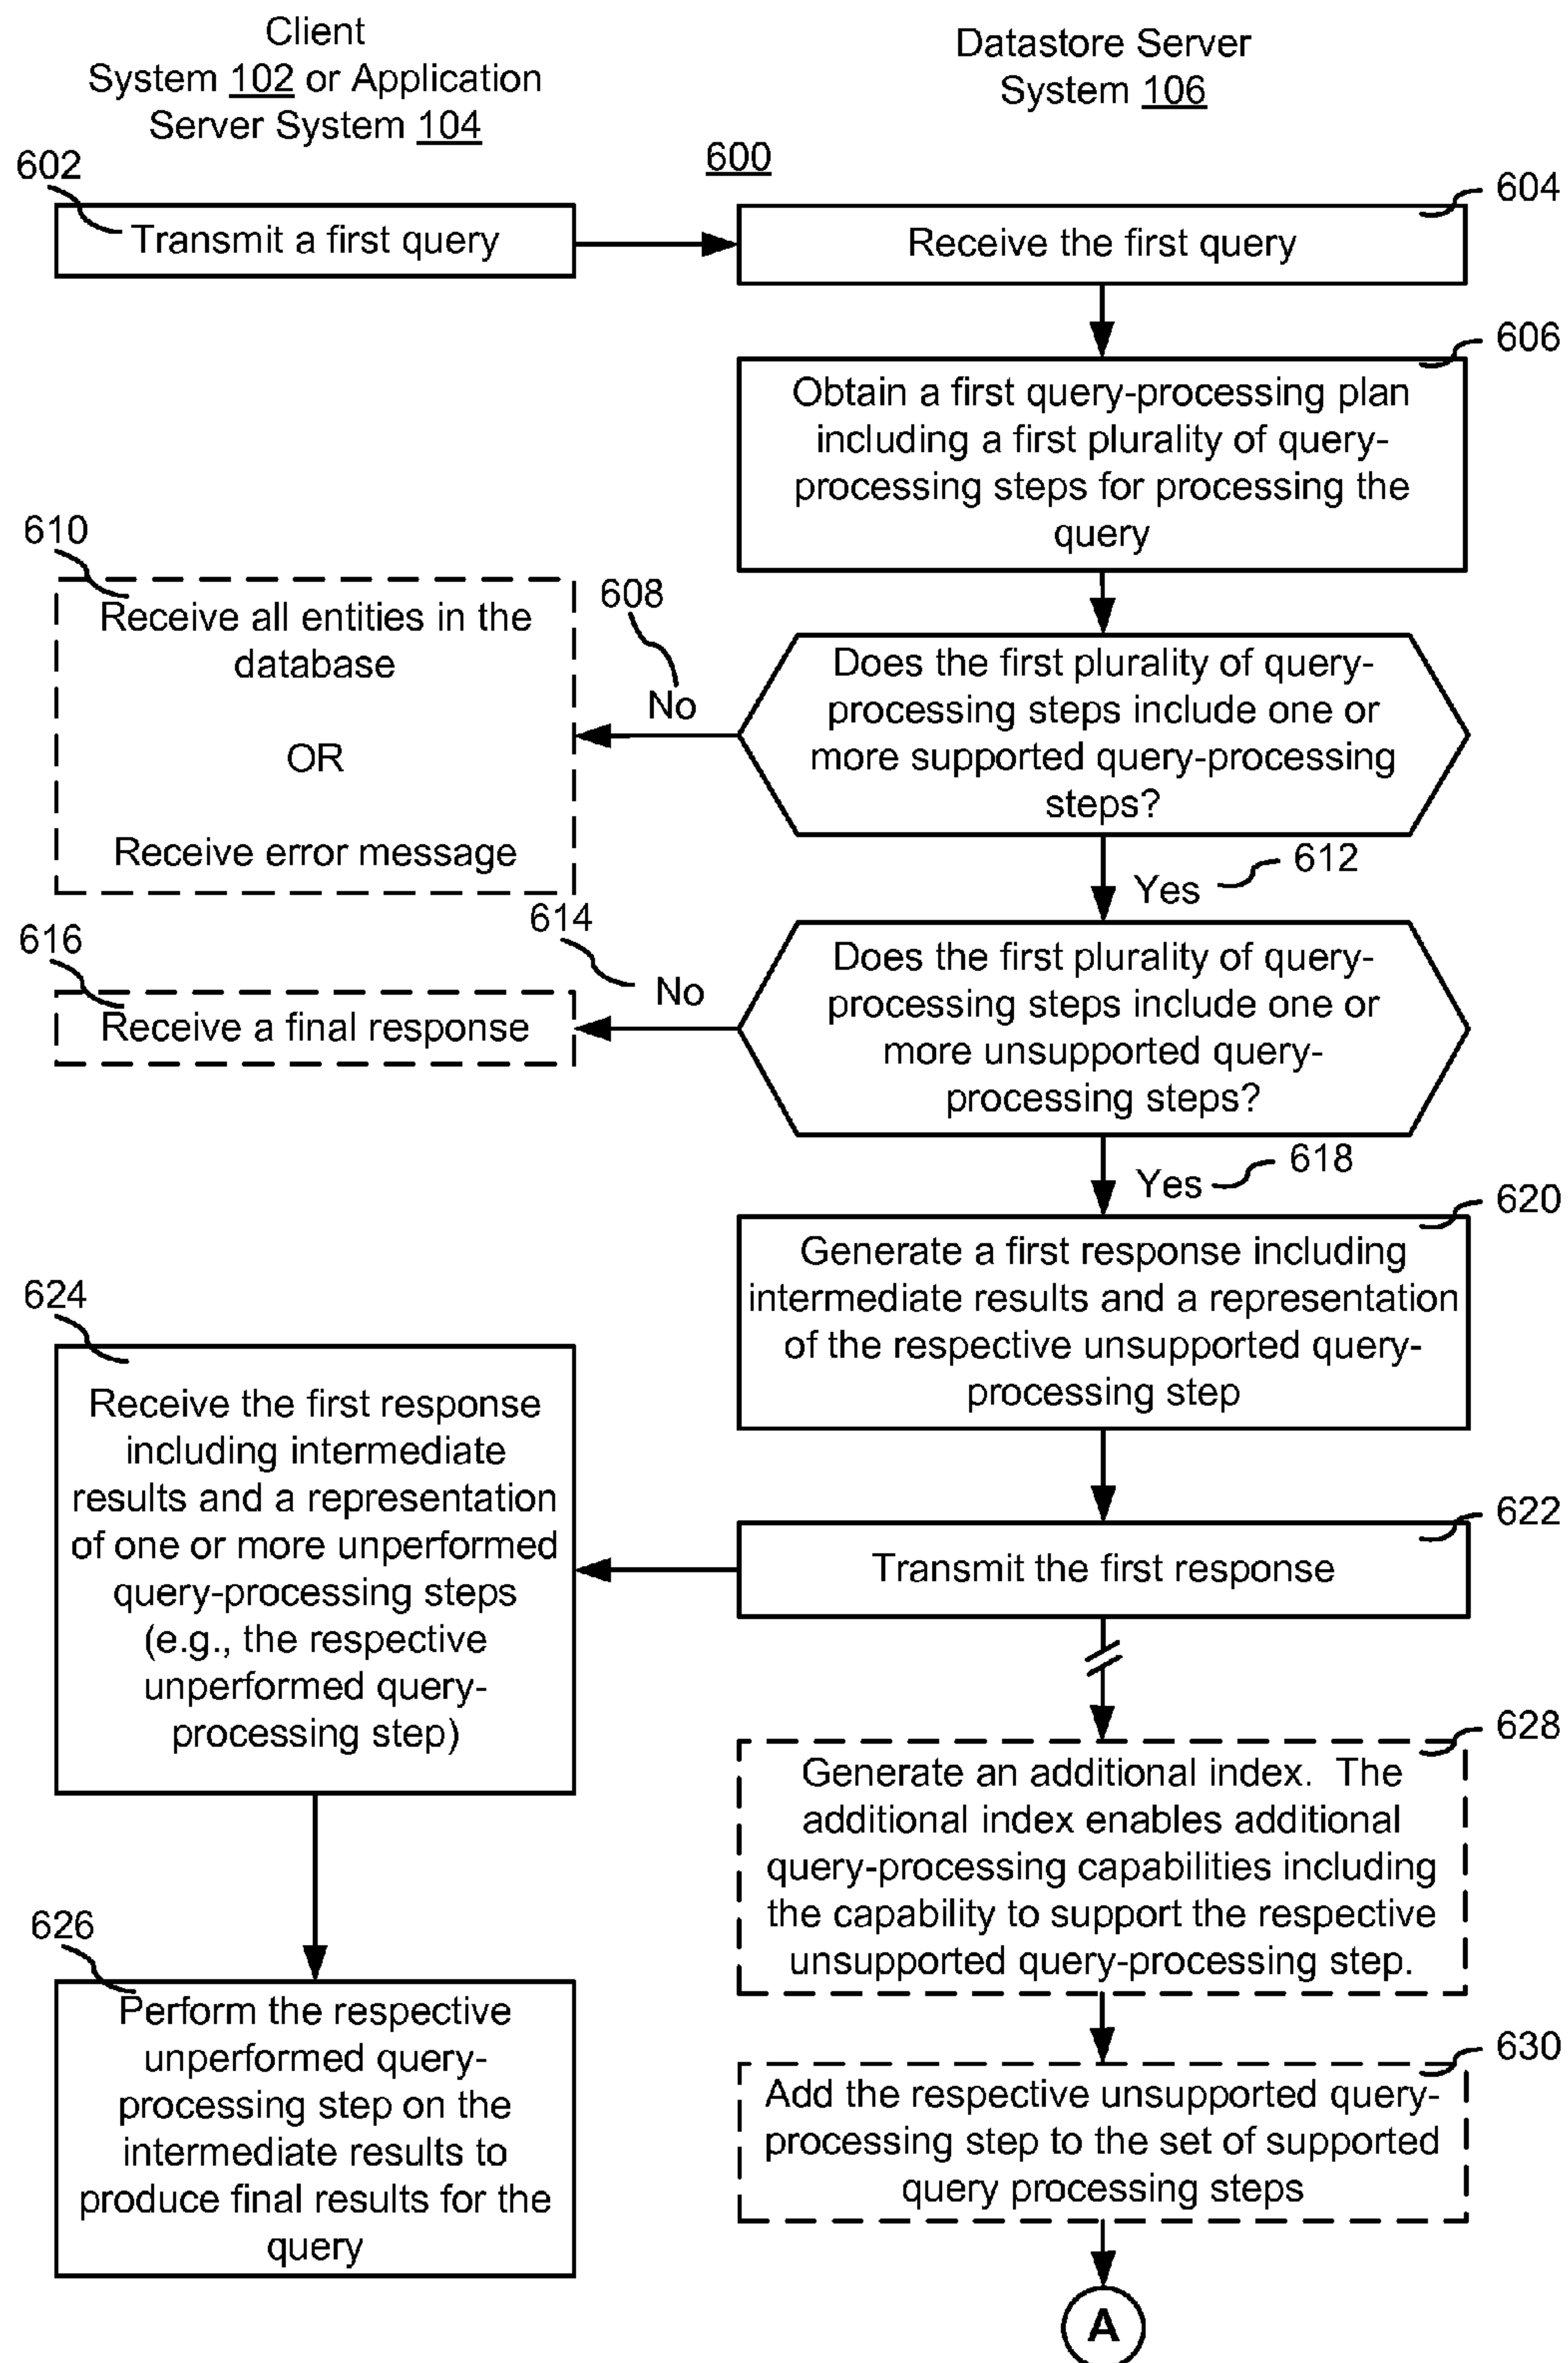 Client
System 102 or Application
Server System 104
Datastore Server
System 106
600
602
Transmit a first query
604
Receive the first query
606
Obtain a first query-processing plan
including a first plurality of query-
processing steps for processing the
query
610
Receive all entities in the
database
OR
Receive error message
608
No
Does the first plurality of query-
processing steps include one or
more supported query-processing
steps?
Yes
612
614
No
616
Receive a final response
Does the first plurality of query-
processing steps include one or
more unsupported query-
processing steps?
Yes
618
620
Generate a first response including
intermediate results and a representation
of the respective unsupported query-
processing step
624
Receive the first response
including intermediate
results and a representation
of one or more unperformed
query-processing steps
(e.g., the respective
unperformed query-
processing step)
622
Transmit the first response
628
Generate an additional index.  The
additional index enables additional
query-processing capabilities including
the capability to support the respective
unsupported query-processing step.
626
Perform the respective
unperformed query-
processing step on the
intermediate results to
produce final results for the
query
630
Add the respective unsupported query-
processing step to the set of supported
query processing steps
A